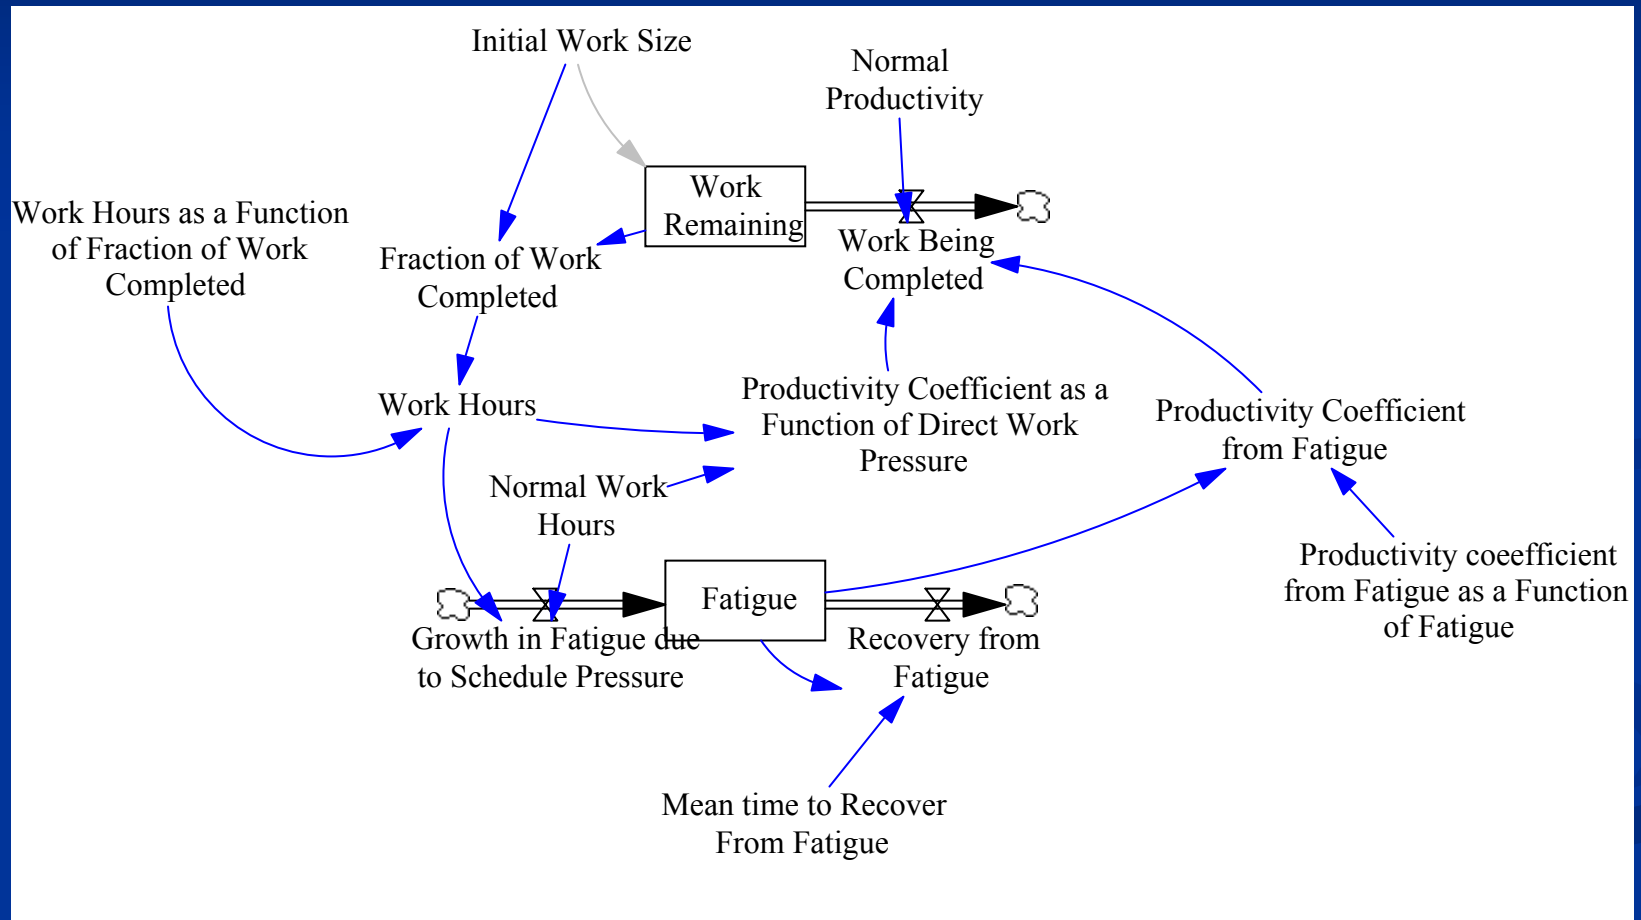 Initial Work Size
Normal
Productivity
Work
Remaining
Work Hours as a Function
of Fraction of Work
Completed
Fraction of Work
Completed
Work Being
Completed
Work Hours
Productivity Coefficient as a
Function of Direct Work
Pressure
Productivity Coefficient
from Fatigue
Normal Work
Hours
Productivity coeefficient
from Fatigue as a Function
of Fatigue
Fatigue
Growth in Fatigue due
to Schedule Pressure
Recovery from
Fatigue
Mean time to Recover
From Fatigue